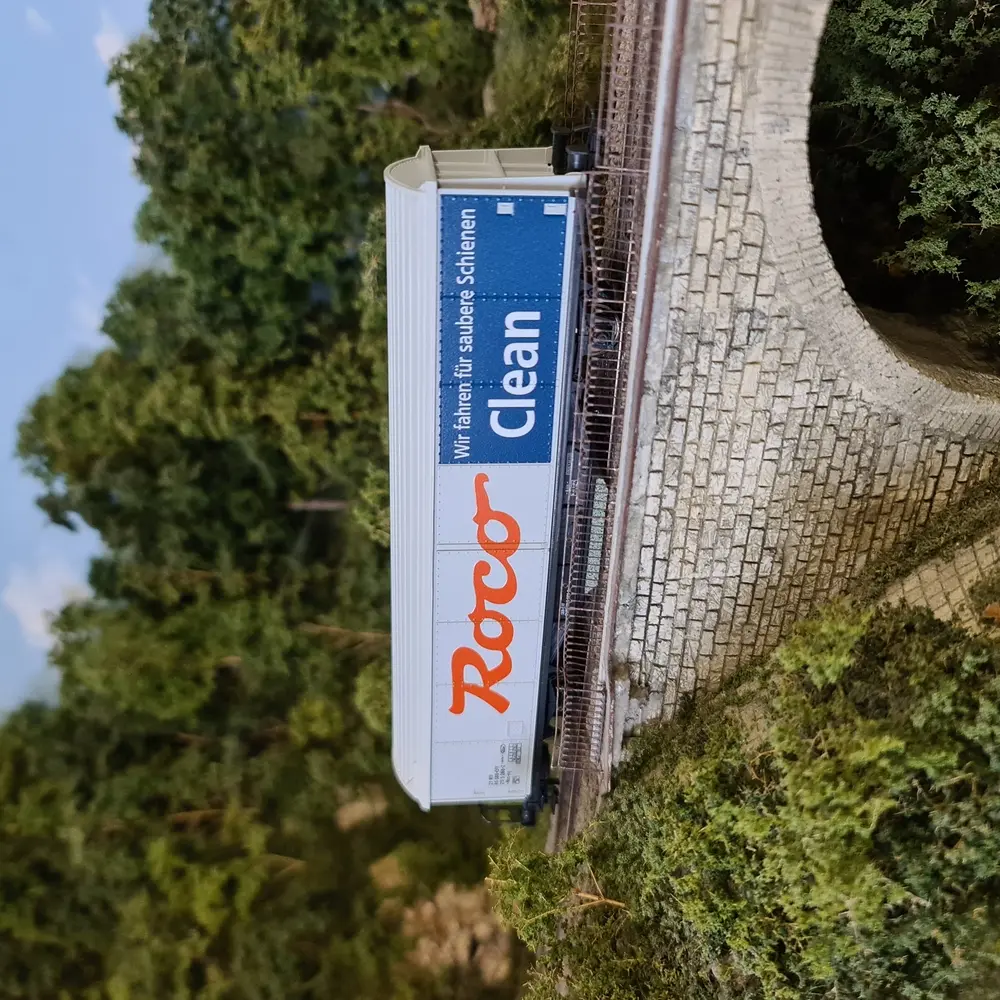 Roco
Wir fahren für saubere Schienen
Clean